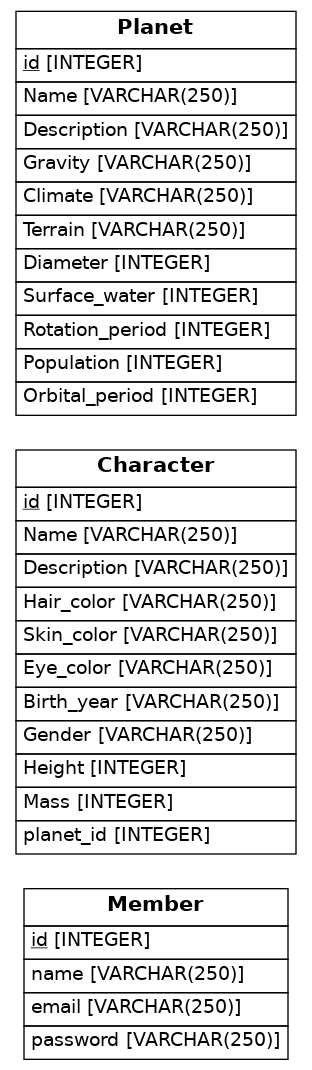 Planet
id [INTEGER]
Name [VARCHAR(250)]
Description [VARCHAR(250)]
Gravity [VARCHAR(250)]
Climate [VARCHAR(250)]
Terrain [VARCHAR(250)]
Diameter [INTEGER]
Surface_water [INTEGER]
Rotation_period [INTEGER]
Population [INTEGER]
Orbital_period [INTEGER]
Character
id [INTEGER]
Name [VARCHAR(250)]
Description [VARCHAR(250)]
Hair_color [VARCHAR(250)]
Skin_color [VARCHAR(250)]
Eye_color [VARCHAR(250)]
Birth_year [VARCHAR(250)]
Gender [VARCHAR(250)]
Height [INTEGER]
Mass [INTEGER]
planet_id [INTEGER]
Member
id [INTEGER]
name [VARCHAR(250)]
email [VARCHAR(250)]
password [VARCHAR(250)]